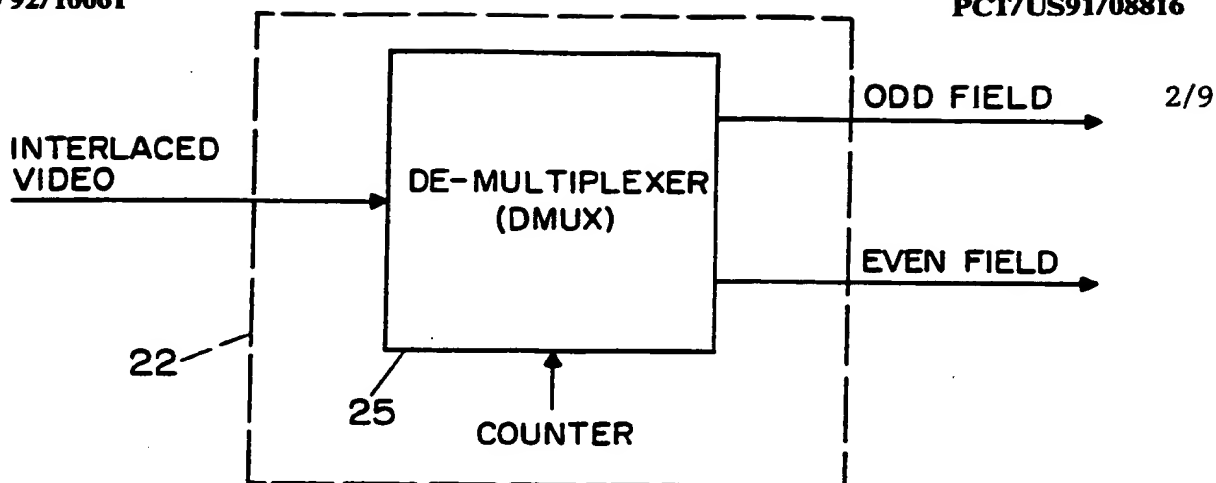 PCT/US91/08816
2/9
ODD FIELD
INTERLACED
VIDEO
DE-MULTIPLEXER
(DMUX)
EVEN FIELD
22
25
COUNTER